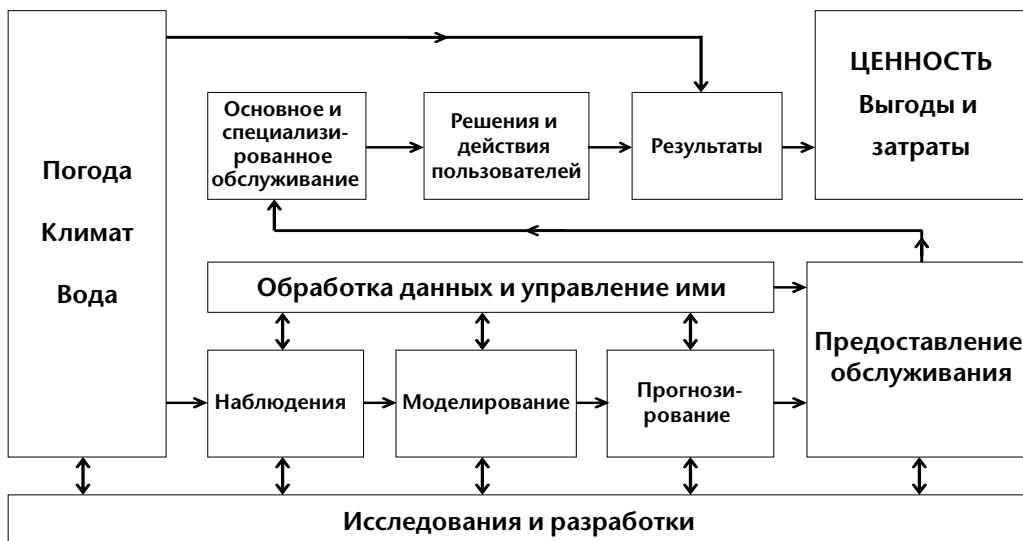 Погода
Климат
Вода
Основное и
специализи-
рованное
обслуживание
Решения и
действия
пользователей
Результаты
ЦЕННОСТЬ
Выгоды и
затраты
Обработка данных и управление ими
Наблюдения
Моделирование
Прогнози-
рование
Предоставление
обслуживания
Исследования и разработки